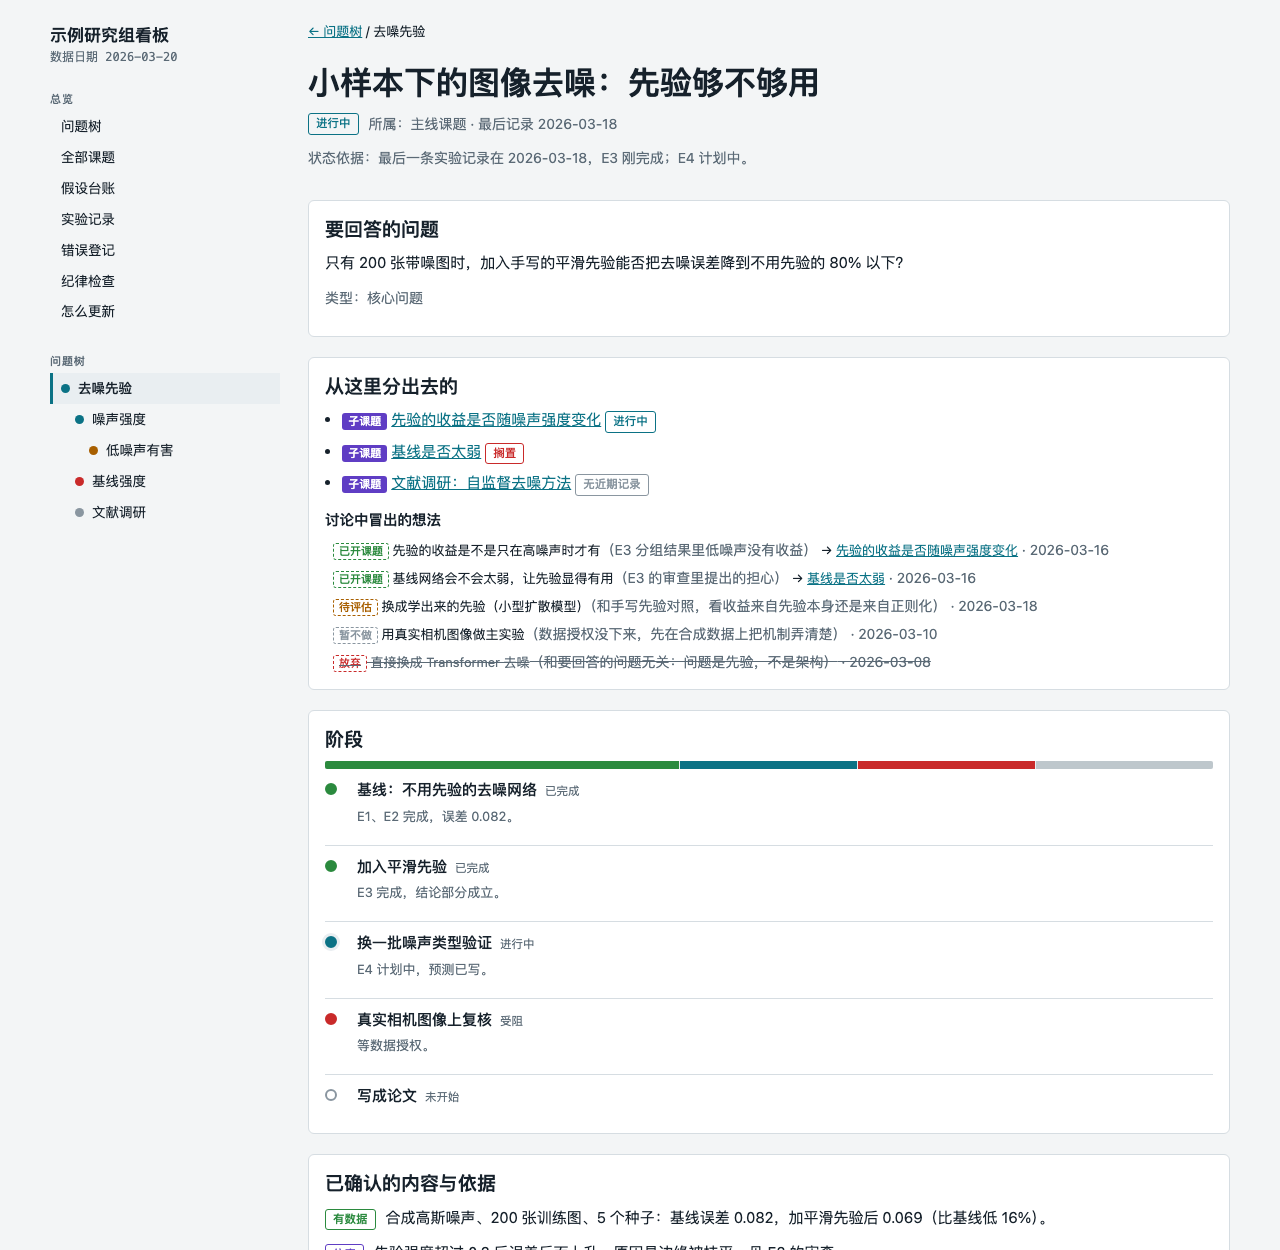 示例研究组看板
数据日期 2026-03-20
总览
问题树
全部课题
假设台账
实验记录
错误登记
纪律检查
怎么更新
问题树
去噪先验
噪声强度
低噪声有害
基线强度
文献调研
← 问题树 / 去噪先验
小样本下的图像去噪：先验够不够用
进行中 所属：主线课题 · 最后记录 2026-03-18
状态依据：最后一条实验记录在 2026-03-18，E3 刚完成；E4 计划中。
要回答的问题
只有 200 张带噪图时，加入手写的平滑先验能否把去噪误差降到不用先验的 80% 以下？
类型：核心问题
从这里分出去的
子课题 先验的收益是否随噪声强度变化 进行中
子课题 基线是否太弱 搁置
子课题 文献调研：自监督去噪方法 无近期记录
讨论中冒出的想法
已开课题 先验的收益是不是只在高噪声时才有（E3 分组结果里低噪声没有收益） → 先验的收益是否随噪声强度变化 · 2026-03-16
已开课题 基线网络会不会太弱，让先验显得有用（E3 的审查里提出的担心） → 基线是否太弱 · 2026-03-16
待评估 换成学出来的先验（小型扩散模型）（和手写先验对照，看收益来自先验本身还是来自正则化） · 2026-03-18
暂不做 用真实相机图像做主实验（数据授权没下来，先在合成数据上把机制弄清楚） · 2026-03-10
放弃 直接换成 Transformer 去噪（和要回答的问题无关：问题是先验，不是架构） · 2026-03-08
阶段
基线：不用先验的去噪网络 已完成
E1、E2 完成，误差 0.082。
加入平滑先验 已完成
E3 完成，结论部分成立。
换一批噪声类型验证 进行中
E4 计划中，预测已写。
真实相机图像上复核 受阻
等数据授权。
写成论文 未开始
已确认的内容与依据
有数据 合成高斯噪声、200 张训练图、5 个种子：基线误差 0.082，加平滑先验后 0.069（比基线低 16%）。